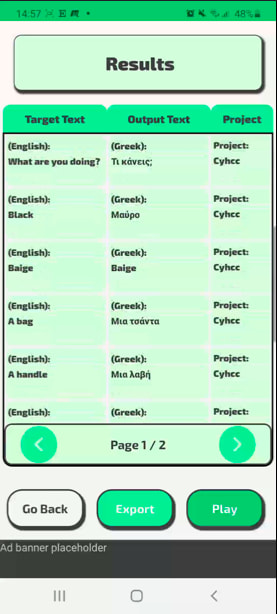 14:57
48%
Results
Target Text Output Text Project
(English): (Greek): Project:
What are you doing? Τι κάνεις; Cyhcc
(English): (Greek): Project:
Black Μαύρο Cyhcc
(English): (Greek): Project:
Beige Beige Cyhcc
(English): (Greek): Project:
A bag Μια τσάντα Cyhcc
(English): (Greek): Project:
A handle Μια λαβή Cyhcc
(English): (Greek): Project:
Page 1 / 2
Go Back Export Play
Ad banner placeholder